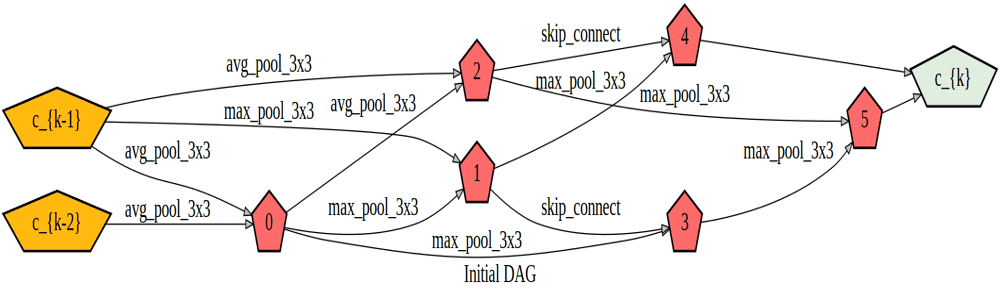 skip_connect
4
avg_pool_3x3
2
max_pool_3x3
c_{k}
c_{k-1}
avg_pool_3x3
max_pool_3x3
max_pool_3x3
5
avg_pool_3x3
max_pool_3x3
1
c_{k-2}
avg_pool_3x3
0
max_pool_3x3
skip_connect
3
max_pool_3x3
Initial DAG